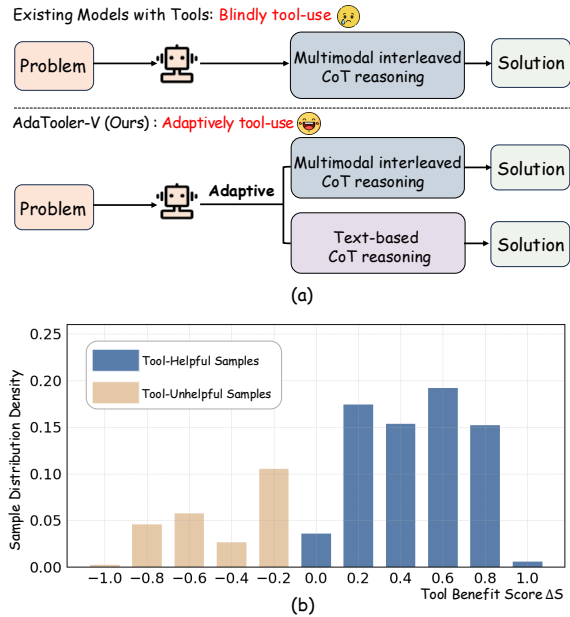 Existing Models with Tools: Blindly tool-use
Problem
Multimodal interleaved
CoT reasoning
Solution
AdaTooler-V (Ours) : Adaptively tool-use
Problem
Adaptive
Multimodal interleaved
CoT reasoning
Solution
Text-based
CoT reasoning
Solution
(a)
Sample Distribution Density
0.25
0.20
0.15
0.10
0.05
0.00
Tool-Helpful Samples
Tool-Unhelpful Samples
−1.0 −0.8 −0.6 −0.4 −0.2 0.0 0.2 0.4 0.6 0.8 1.0
Tool Benefit Score ΔS
(b)